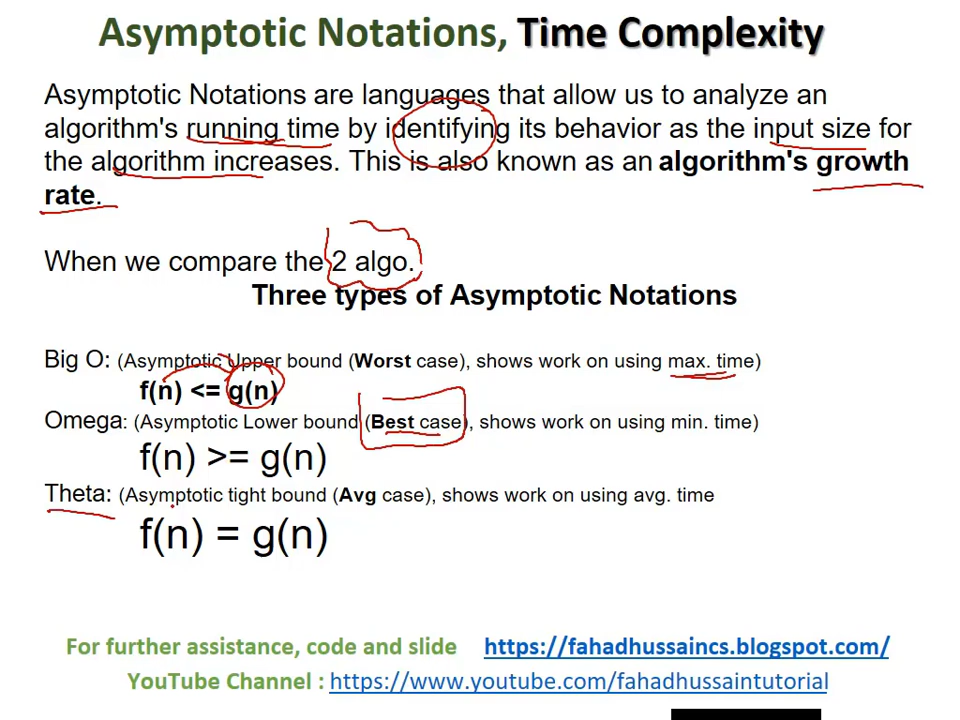 Asymptotic Notations, Time Complexity
Asymptotic Notations are languages that allow us to analyze an
algorithm's running time by identifying its behavior as the input size for
the algorithm increases. This is also known as an algorithm's growth
rate.
When we compare the 2 algo.
Three types of Asymptotic Notations
Big O: (Asymptotic Upper bound (Worst case), shows work on using max. time)
f(n) <= g(n)
Omega: (Asymptotic Lower bound (Best case), shows work on using min. time)
f(n) >= g(n)
Theta: (Asymptotic tight bound (Avg case), shows work on using avg. time
f(n) = g(n)
For further assistance, code and slide https://fahadhussaincs.blogspot.com/
YouTube Channel : https://www.youtube.com/fahadhussaintutorial